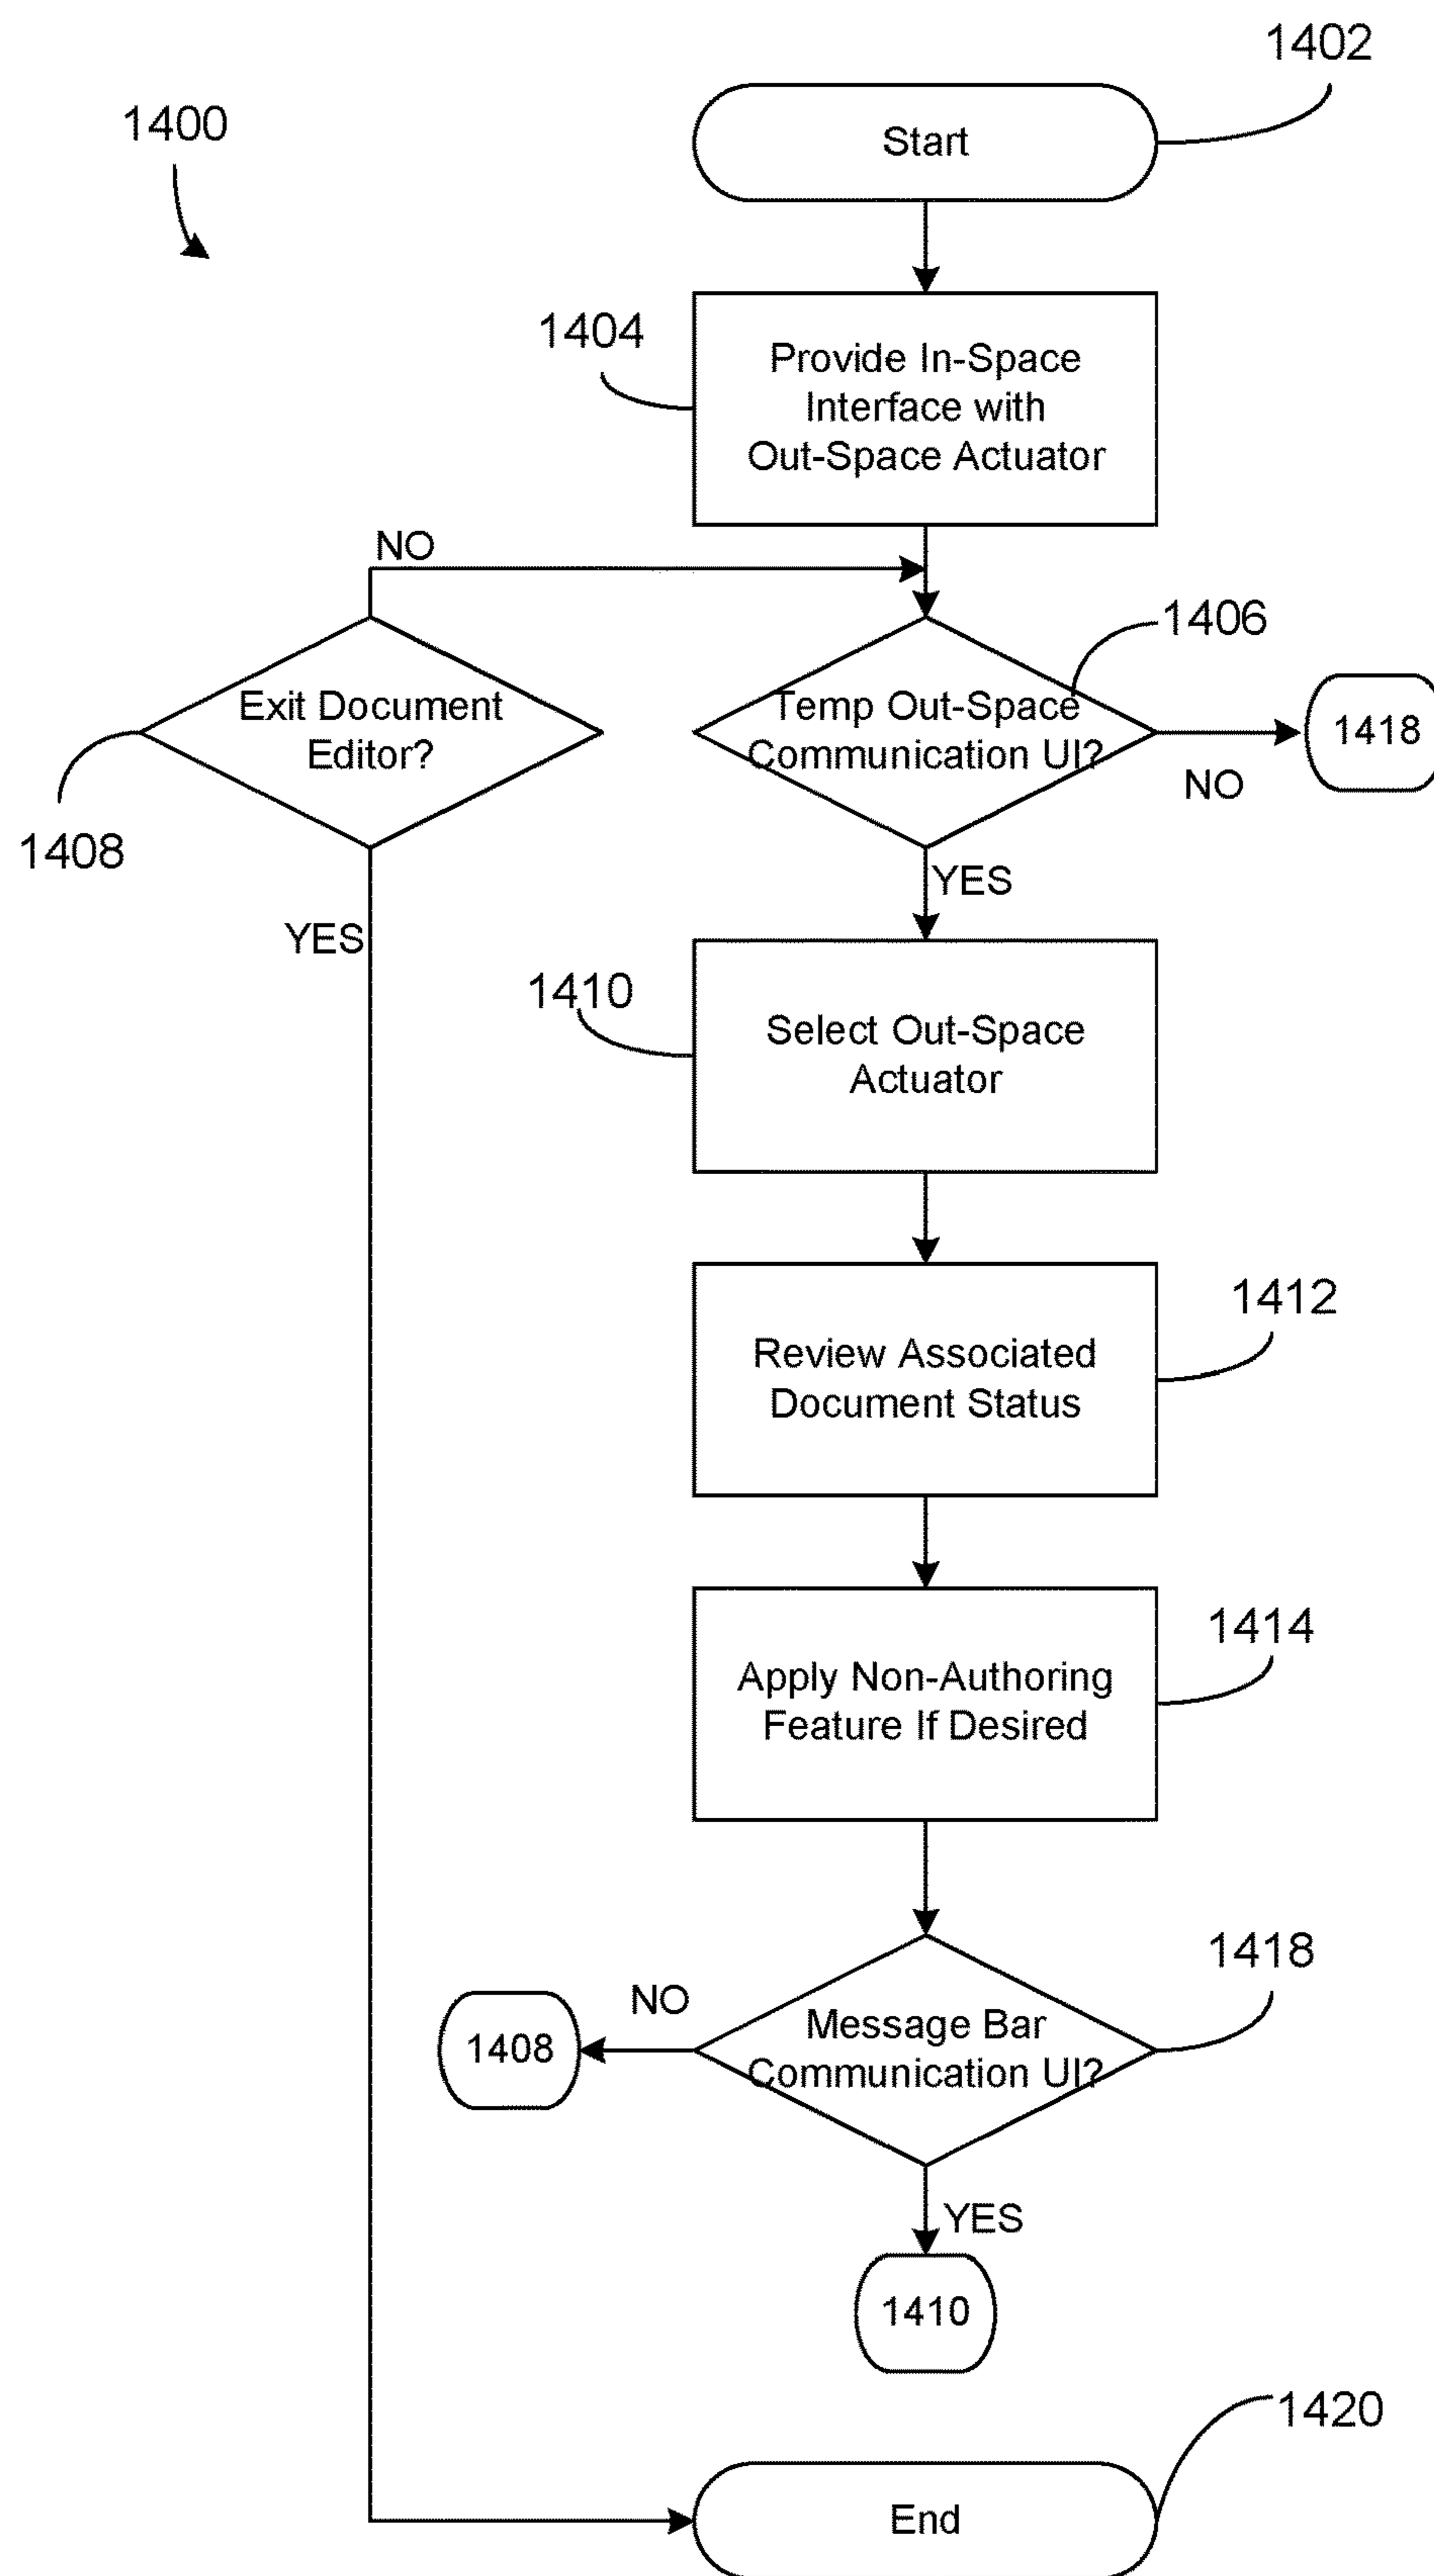 1402
1400
Start
1404
Provide In-Space
Interface with
Out-Space Actuator
NO
1406
Exit Document
Editor?
Temp Out-Space
Communication UI?
1418
NO
1408
YES
YES
1410
Select Out-Space
Actuator
1412
Review Associated
Document Status
1414
Apply Non-Authoring
Feature If Desired
1418
NO
Message Bar
Communication UI?
1408
YES
1410
1420
End